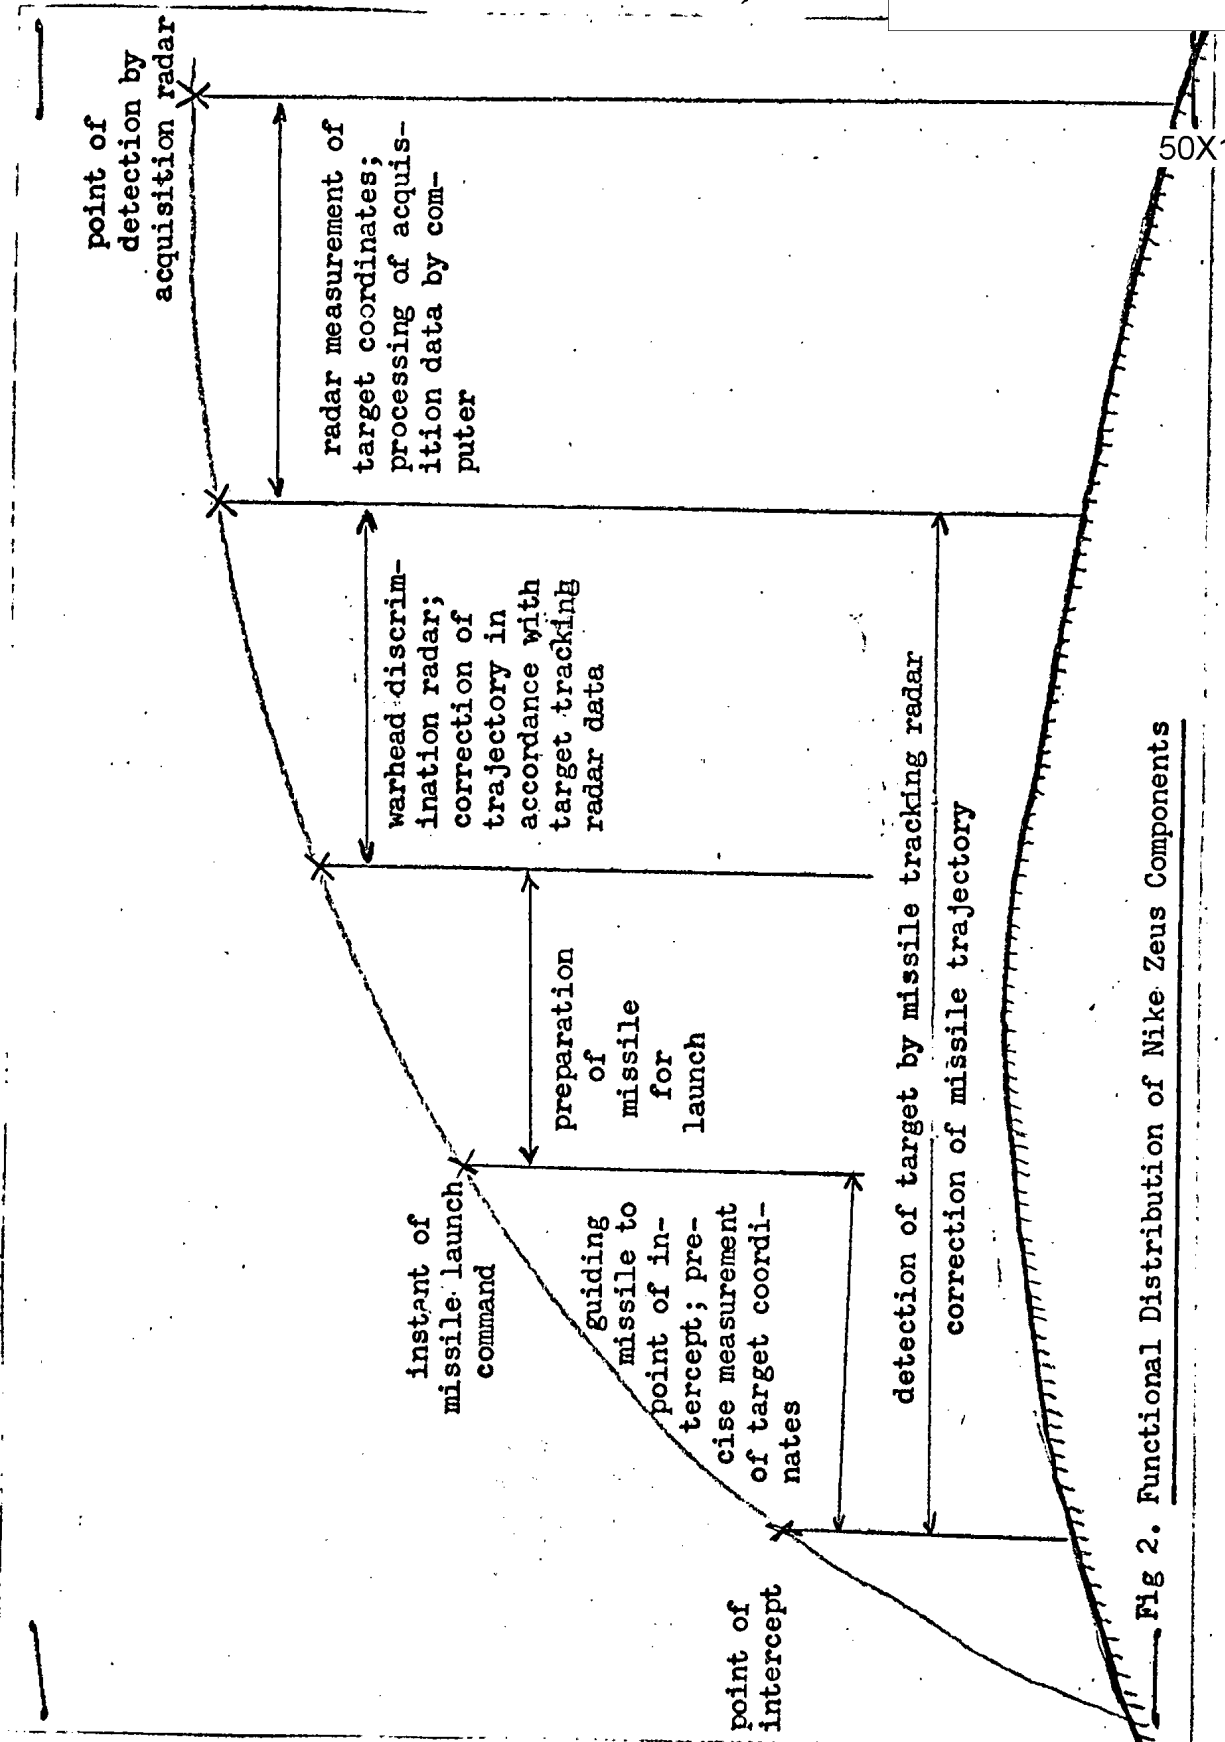 point of
detection by
acquisition radar
radar measurement of
target coordinates;
processing of acquis-
ition data by com-
puter
warhead discrim-
ination radar;
correction of
trajectory in
accordance with
target tracking
radar data
preparation
of
missile
for
launch
instant of
missile launch
command
guiding
missile to
point of in-
tercept; pre-
cise measurement
of target coordi-
nates
point of
intercept
detection of target by missile tracking radar
correction of missile trajectory
Fig 2. Functional Distribution of Nike Zeus Components
50X1